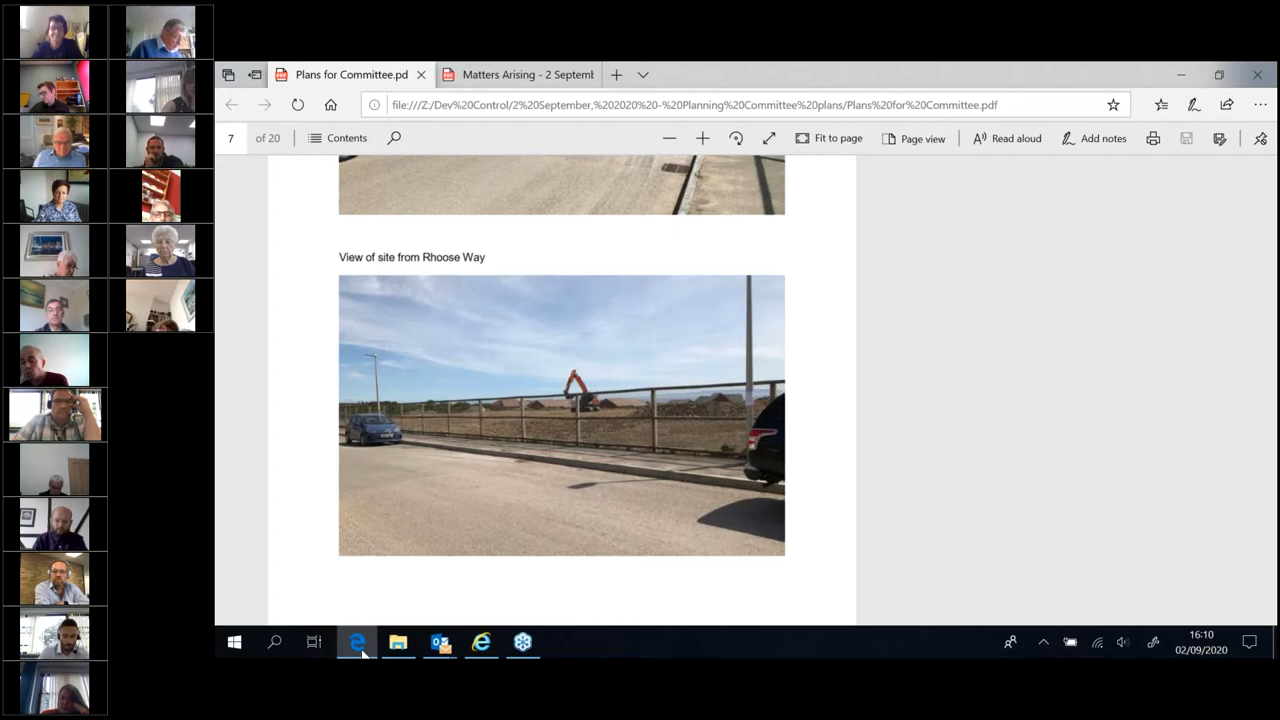 Plans for Committee.pd
Matters Arising - 2 Septemb
file:///Z:/Dev%20Control/2%20September,%202020%20-%20Planning%20Committee%20plans/Plans%20for%20Committee.pdf
7 of 20
Contents
Fit to page
Page view
Read aloud
Add notes
View of site from Rhoose Way
16:10
02/09/2020